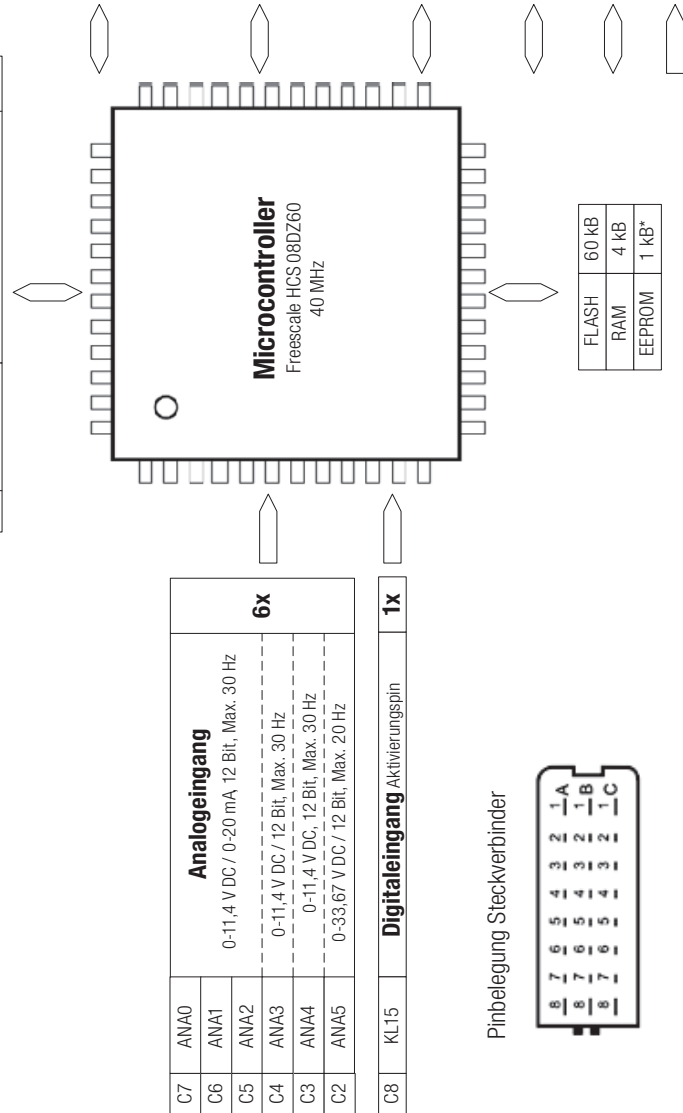 Microcontroller
Freescale HCS 08DZ60
40 MHz
FLASH 60 kB
RAM 4 kB
EEPROM 1 kB*
C7 ANA0
C6 ANA1
C5 ANA2
C4 ANA3
C3 ANA4
C2 ANA5
Analogeingang
0-11,4 V DC / 0-20 mA, 12 Bit, Max. 30 Hz
0-11,4 V DC / 12 Bit, Max. 30 Hz
0-11,4 V DC, 12 Bit, Max. 30 Hz
0-33,67 V DC / 12 Bit, Max. 20 Hz
6x
C8 KL15 Digitaleingang Aktivierungspin 1x
Pinbelegung Steckverbinder
8 7 6 5 4 3 2 1 A
8 7 6 5 4 3 2 1 B
8 7 6 5 4 3 2 1 C